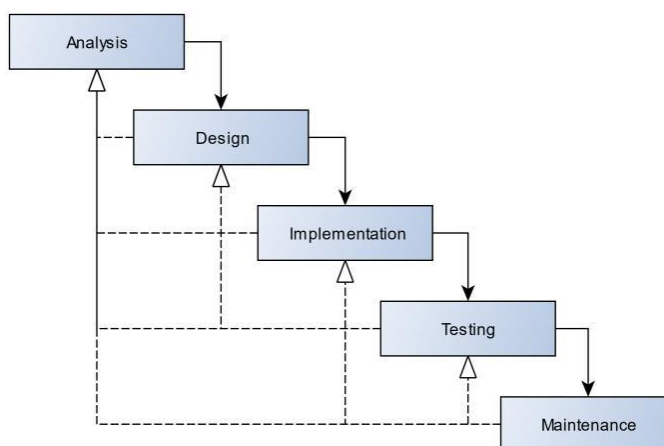 Analysis
Design
Implementation
Testing
Maintenance